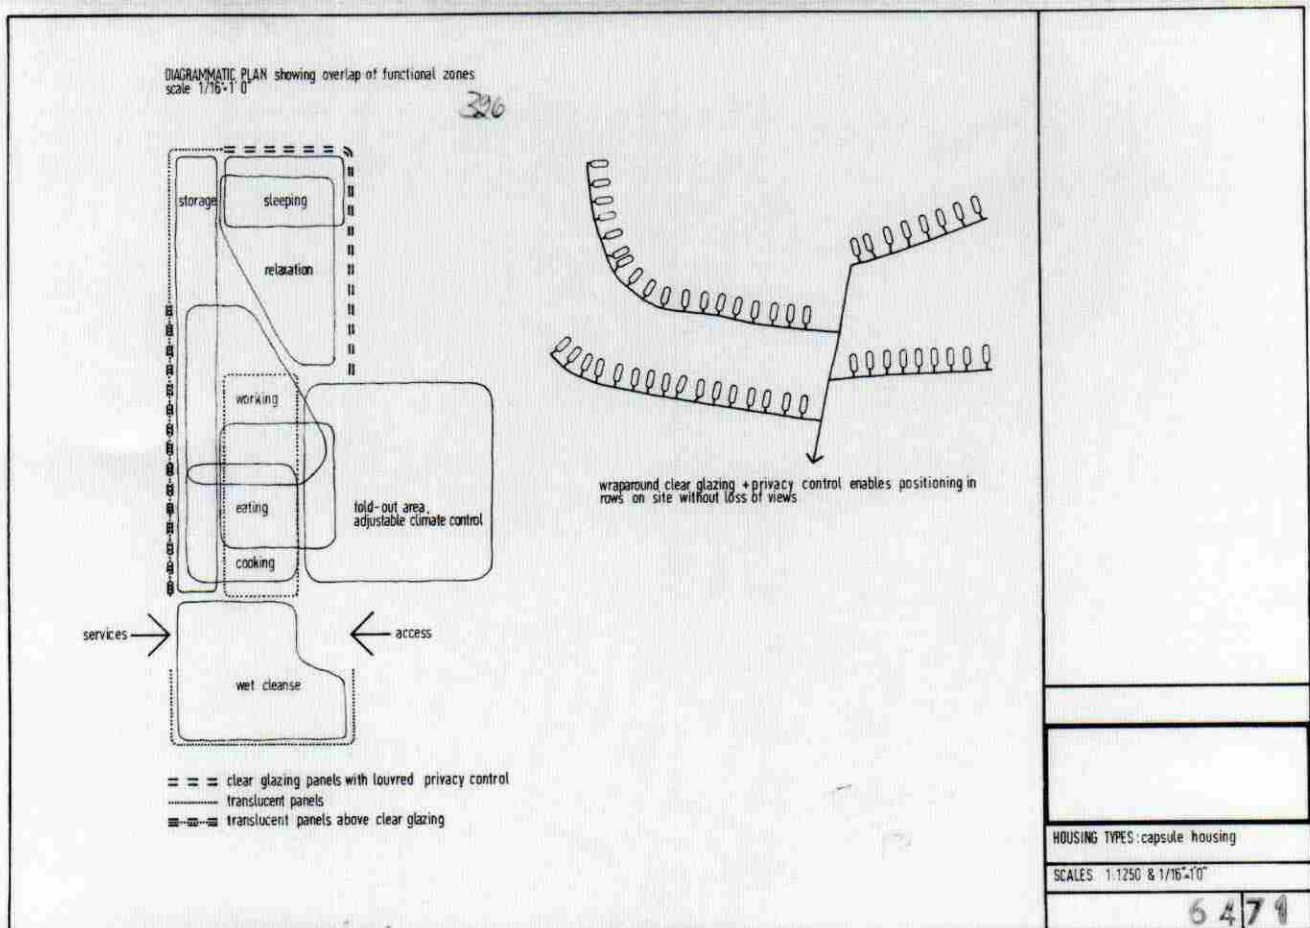 DIAGRAMMATIC PLAN showing overlap of functional zones
scale 1/16"=1' 0"
326
storage
sleeping
relaxation
working
eating
fold-out area,
adjustable climate control
cooking
services
access
wet cleanse
clear glazing panels with louvred privacy control
translucent panels
translucent panels above clear glazing
wraparound clear glazing + privacy control enables positioning in
rows on site without loss of views
HOUSING TYPES: capsule housing
SCALES 1:1250 & 1/16"=1'0"
6 4 7